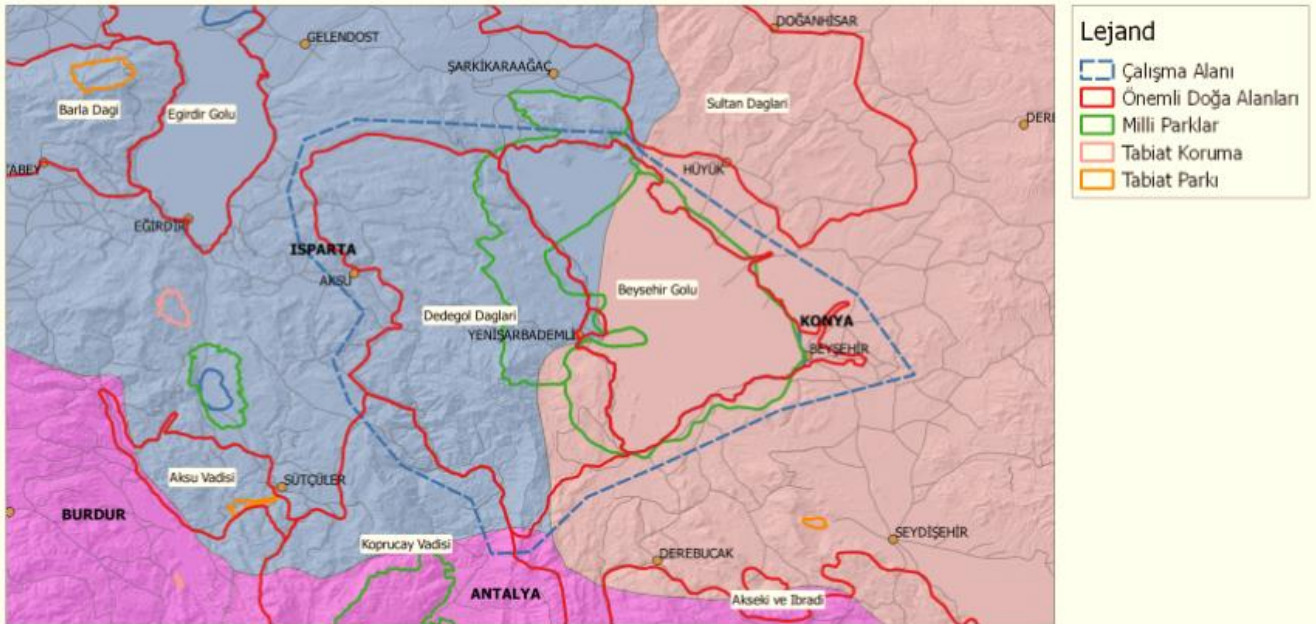 DOĞANHİSAR
GELENDOST
ŞARKİKARAAĞAÇ
Barla Dagi
Egirdir Golu
Sultan Daglari
DERE
KABEY
HÜYÜK
EĞİRDİR
ISPARTA
AKSU
Beysehir Golu
Dedegol Daglari
YENİŞARBADEMLİ
KONYA
BEYŞEHİR
Aksu Vadisi
SÜTÇÜLER
BURDUR
SEYDİŞEHİR
Koprucay Vadisi
DEREBUCAK
ANTALYA
Akseki ve Ibradi
Lejand
Çalışma Alanı
Önemli Doğa Alanları
Milli Parklar
Tabiat Koruma
Tabiat Parkı